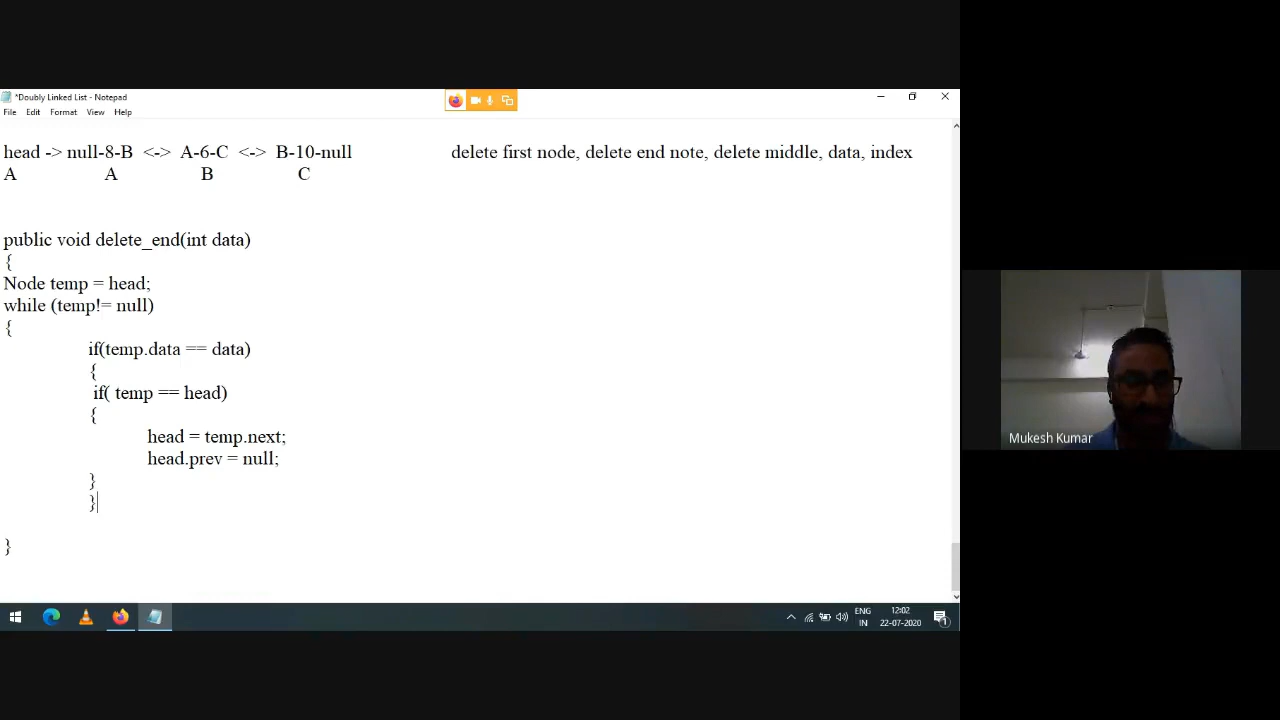 *Doubly Linked List - Notepad
File Edit Format View Help
head -> null-8-B <-> A-6-C <-> B-10-null delete first node, delete end note, delete middle, data, index
A A B C
public void delete_end(int data)
{
Node temp = head;
while (temp!= null)
{
if(temp.data == data)
{
if( temp == head)
{
head = temp.next;
head.prev = null;
}
}
}
Mukesh Kumar
ENG
IN
12:02
22-07-2020
1